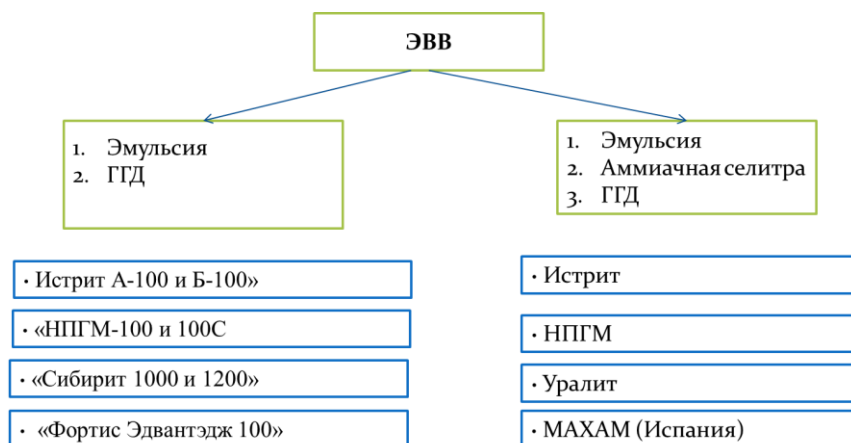 ЭВВ
1. Эмульсия
2. ГГД
1. Эмульсия
2. Аммиачная селитра
3. ГГД
· Истрит А-100 и Б-100»
· «НПГМ-100 и 100С
· «Сибирит 1000 и 1200»
· «Фортис Эдвантэдж 100»
· Истрит
· НПГМ
· Уралит
· МАХАМ (Испания)